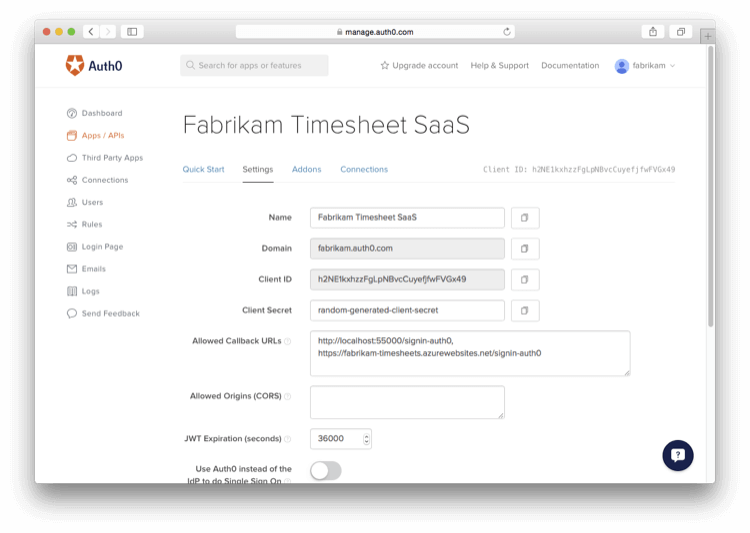 manage.auth0.com
Auth0
Search for apps or features
Upgrade account
Help & Support
Documentation
fabrikam
Dashboard
Apps / APIs
Third Party Apps
Connections
Users
Rules
Login Page
Emails
Logs
Send Feedback
Fabrikam Timesheet SaaS
Quick Start
Settings
Addons
Connections
Client ID: h2NE1kxhzzFgLpNBvcCuyefjfwFVGx49
Name
Fabrikam Timesheet SaaS
Domain
fabrikam.auth0.com
Client ID
h2NE1kxhzzFgLpNBvcCuyefjfwFVGx49
Client Secret
random-generated-client-secret
Allowed Callback URLs
http://localhost:55000/signin-auth0,
https://fabrikam-timesheets.azurewebsites.net/signin-auth0
Allowed Origins (CORS)
JWT Expiration (seconds)
36000
Use Auth0 instead of the
IdP to do Single Sign On